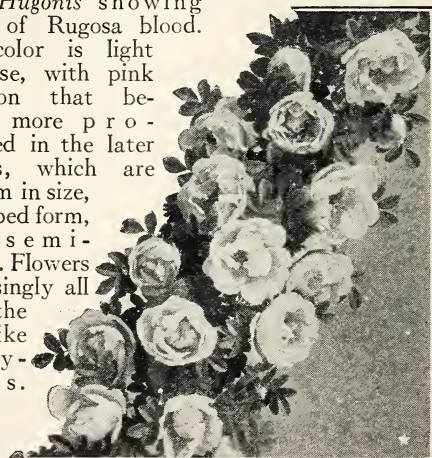 Hugonis showing
of Rugosa blood.
color is light
se, with pink
on that be-
more pro-
ed in the later
s, which are
m in size,
ped form,
semi-
. Flowers
singly all
the
ike
y-
s.